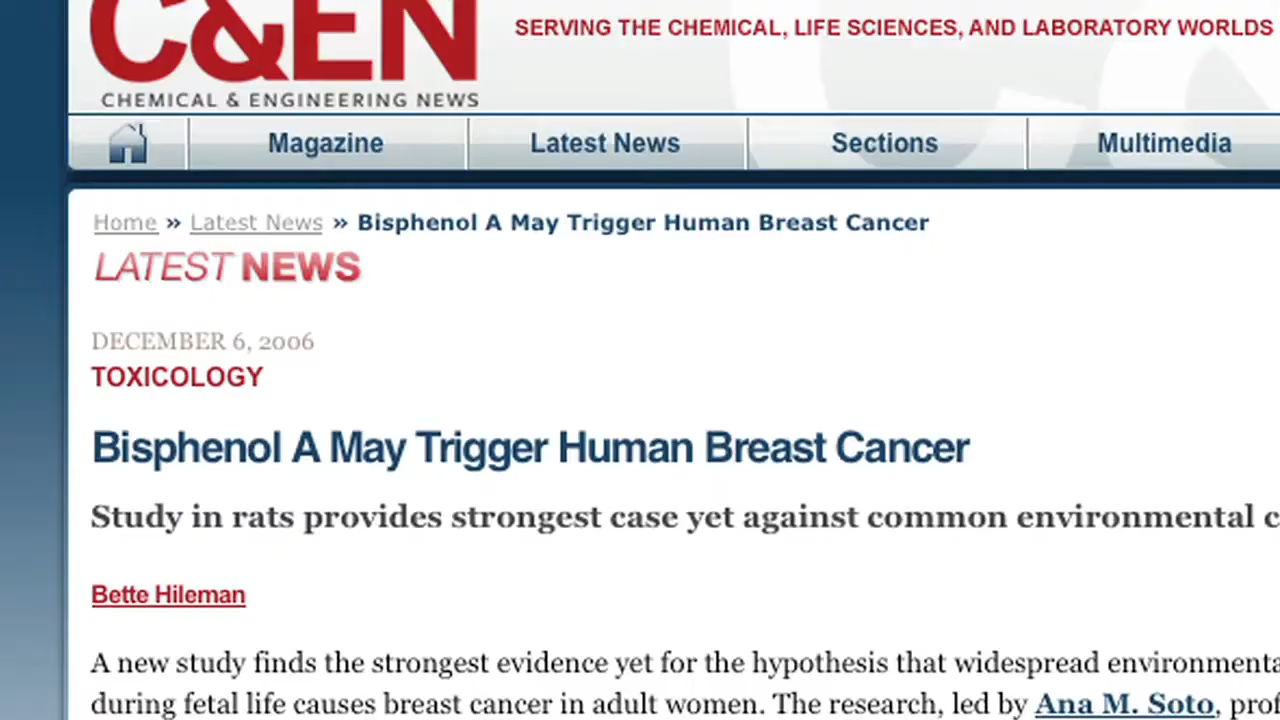 C&EN
SERVING THE CHEMICAL, LIFE SCIENCES, AND LABORATORY WORLDS
CHEMICAL & ENGINEERING NEWS
Magazine
Latest News
Sections
Multimedia
Home » Latest News » Bisphenol A May Trigger Human Breast Cancer
LATEST NEWS
DECEMBER 6, 2006
TOXICOLOGY
Bisphenol A May Trigger Human Breast Cancer
Study in rats provides strongest case yet against common environmental c
Bette Hileman
A new study finds the strongest evidence yet for the hypothesis that widespread environmenta
during fetal life causes breast cancer in adult women. The research, led by Ana M. Soto, prof